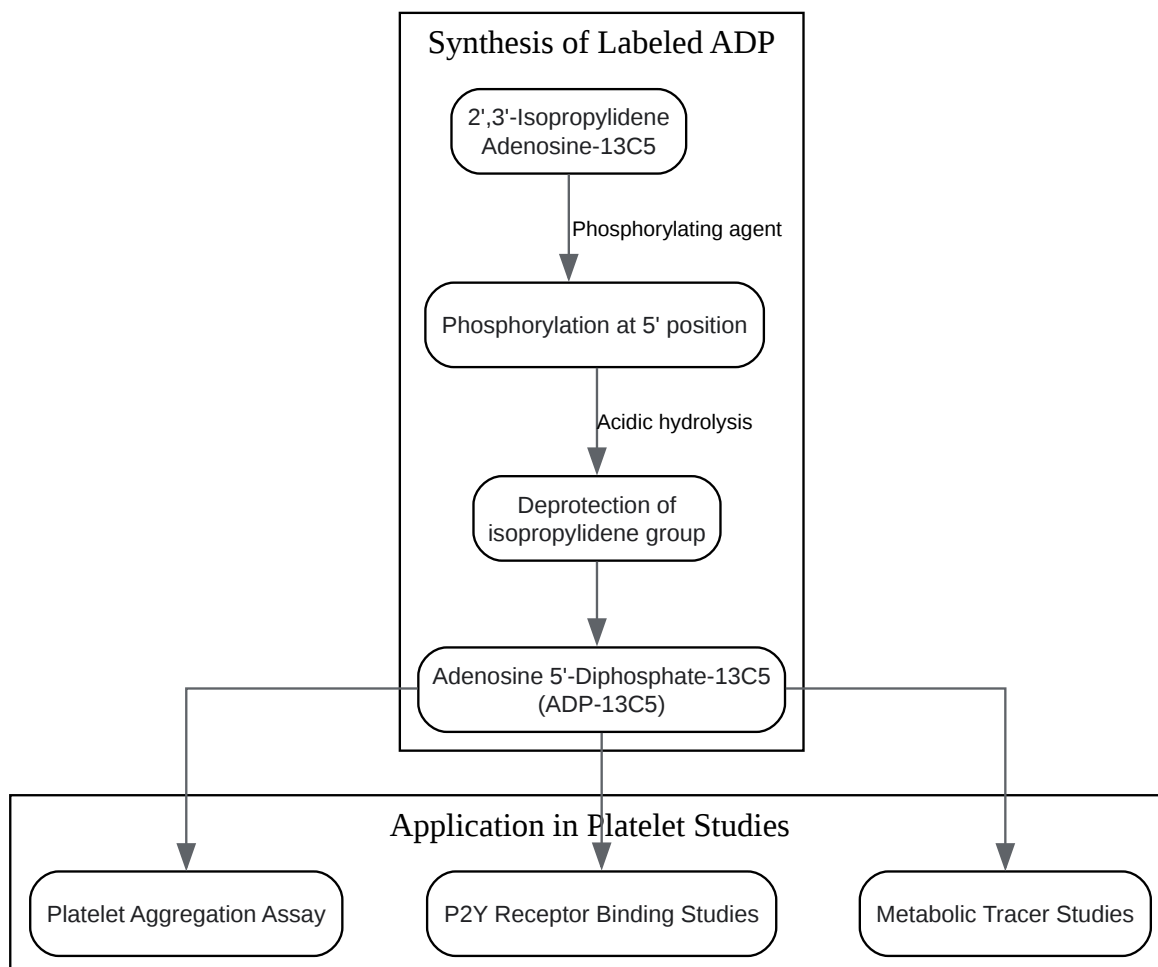 Synthesis of Labeled ADP
2',3'-Isopropylidene
Adenosine-13C5
Phosphorylating agent
Phosphorylation at 5' position
Acidic hydrolysis
Deprotection of
isopropylidene group
Adenosine 5'-Diphosphate-13C5
(ADP-13C5)
Application in Platelet Studies
Platelet Aggregation Assay
P2Y Receptor Binding Studies
Metabolic Tracer Studies